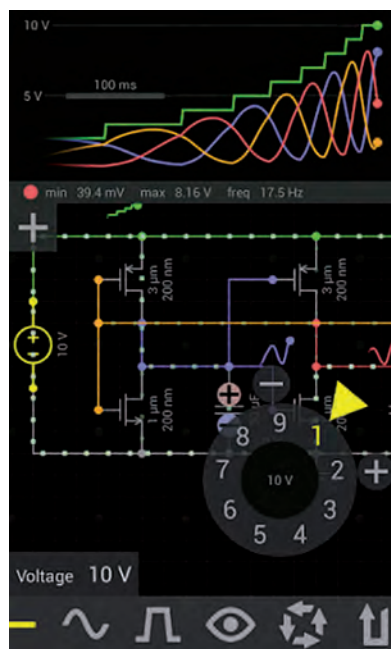 10 V
5 V
100 ms
min 39.4 mV max 8.16 V freq 17.5 Hz
3 µm
200 nm
3 µm
200 nm
10 V
1 µm
200 nm
200 nm
9
8 1
7 10 V 2
6 3
5 4
Voltage 10 V